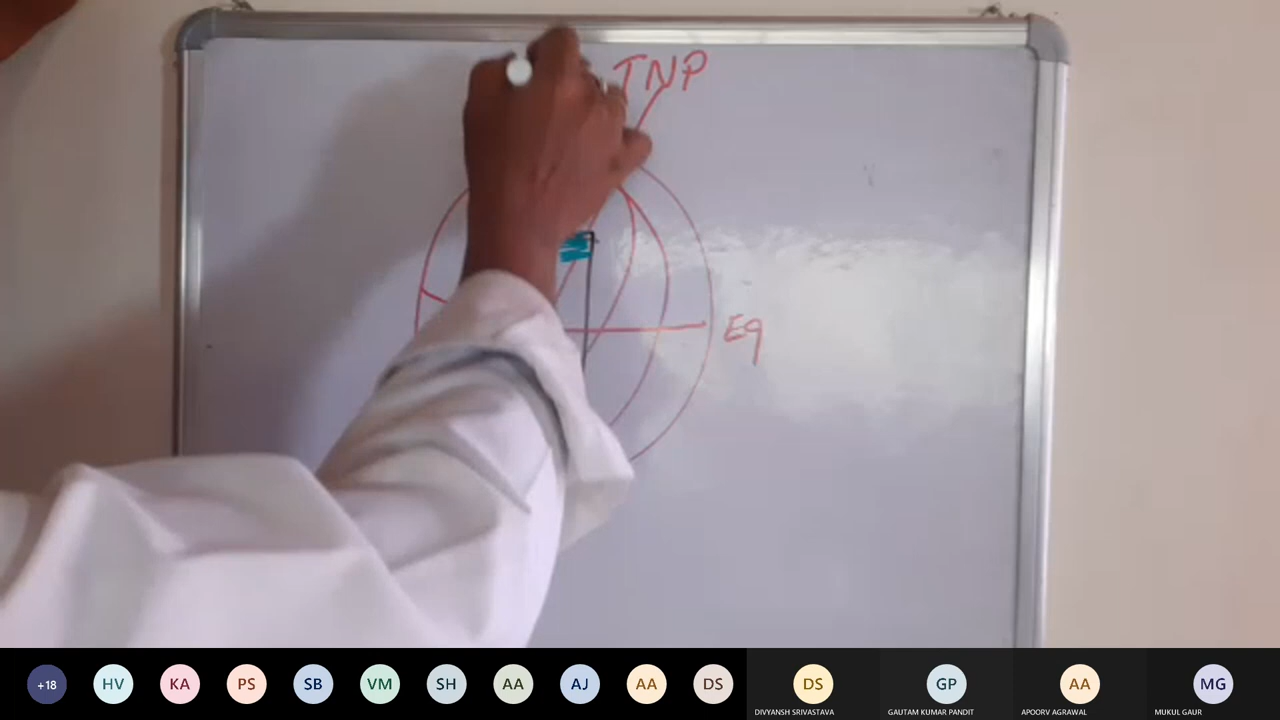 TNP
Eq
+18
HV
KA
PS
SB
VM
SH
AA
AJ
AA
DS
DS
GP
AA
MG
DIVYANSH SRIVASTAVA
GAUTAM KUMAR PANDIT
APOORV AGRAWAL
MUKUL GAUR